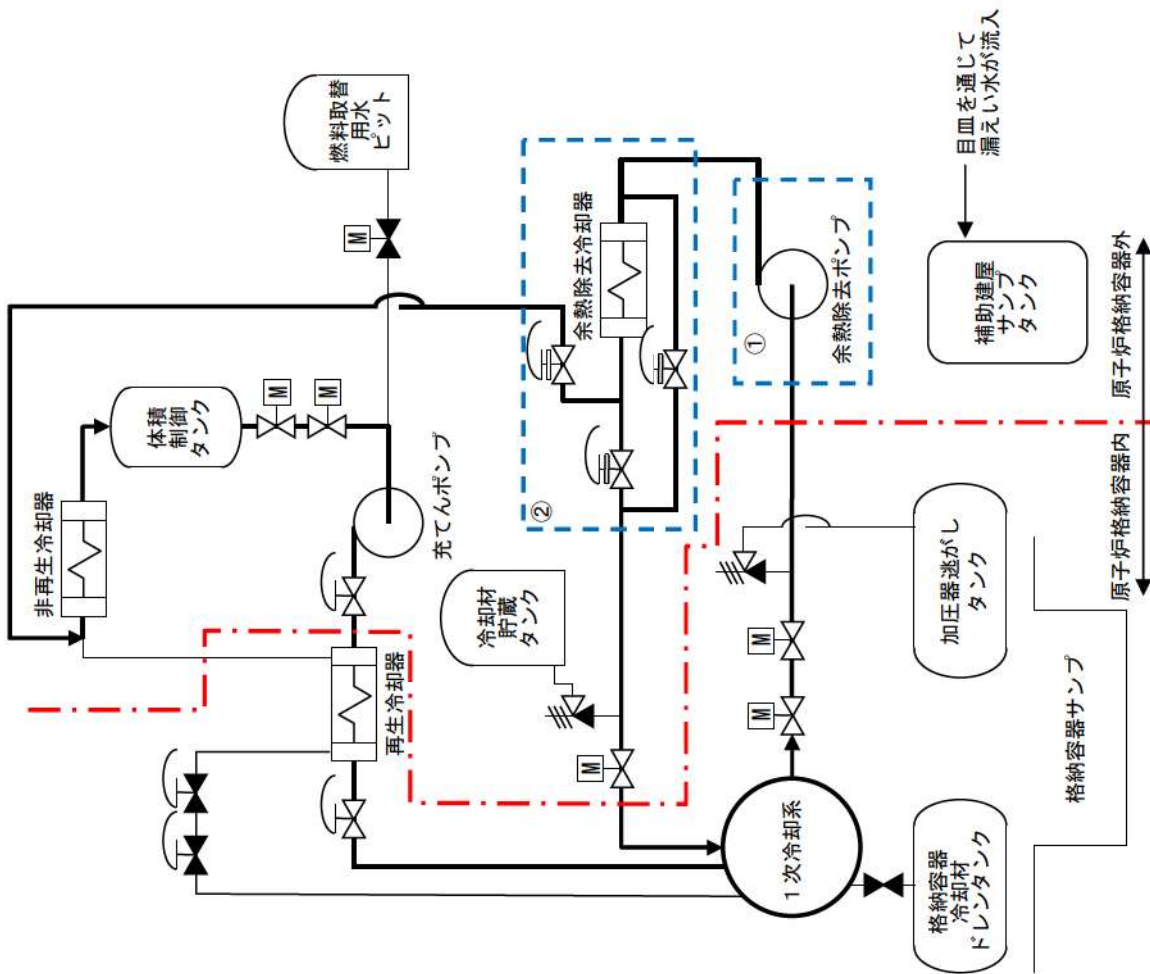 燃料取替
用水
ピット
M
体積
制御
タンク
M
M
非再生冷却器
充てんポンプ
再生冷却器
冷却材
貯蔵
タンク
M
②
余熱除去冷却器
①
余熱除去ポンプ
M
M
1次冷却系
格納容器
冷却材
ドレンタンク
加圧器逃がし
タンク
補助建屋
サンプ
タンク
目皿を通じて
漏えい水が流入
格納容器サンプ
原子炉格納容器内
原子炉格納容器外